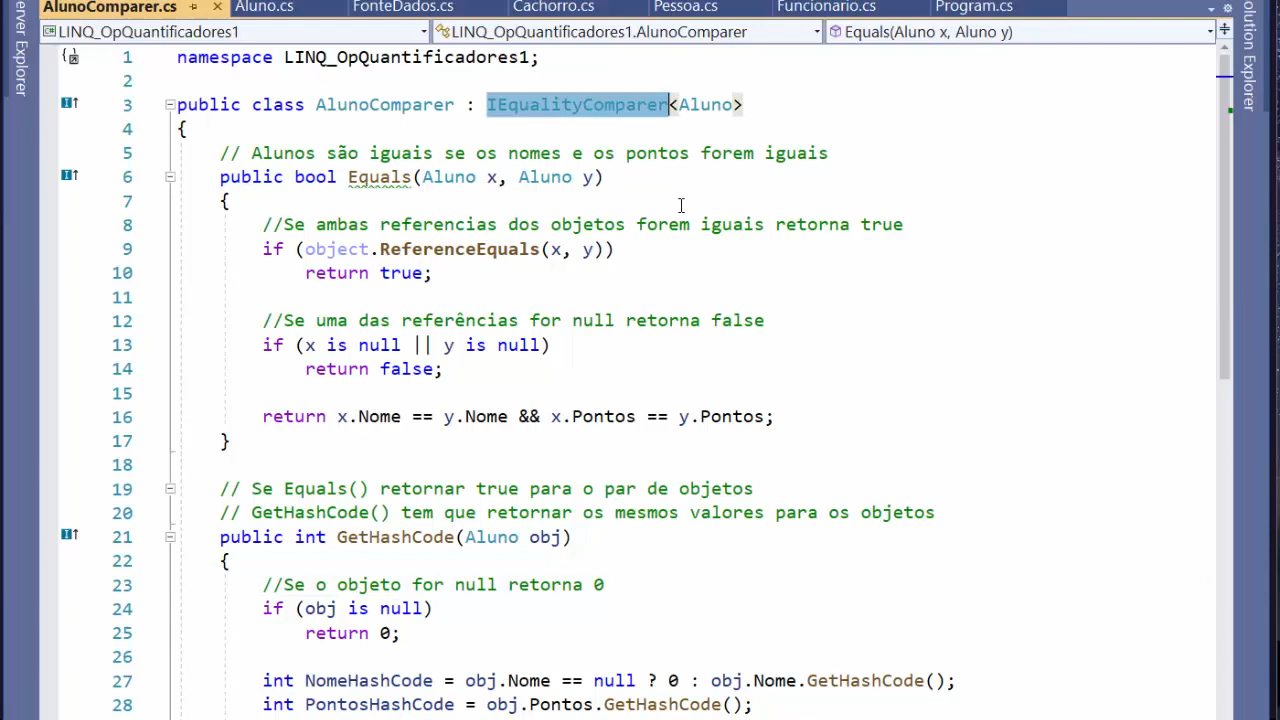 AlunoComparer.cs Aluno.cs FonteDados.cs Cachorro.cs Pessoa.cs Funcionario.cs Program.cs
LINQ_OpQuantificadores1 LINQ_OpQuantificadores1.AlunoComparer Equals(Aluno x, Aluno y)
erver Explorer
olution Explorer
1 namespace LINQ_OpQuantificadores1;
2
3 public class AlunoComparer : IEqualityComparer<Aluno>
4 {
5 // Alunos são iguais se os nomes e os pontos forem iguais
6 public bool Equals(Aluno x, Aluno y)
7 {
8 //Se ambas referencias dos objetos forem iguais retorna true
9 if (object.ReferenceEquals(x, y))
10 return true;
11
12 //Se uma das referências for null retorna false
13 if (x is null || y is null)
14 return false;
15
16 return x.Nome == y.Nome && x.Pontos == y.Pontos;
17 }
18
19 // Se Equals() retornar true para o par de objetos
20 // GetHashCode() tem que retornar os mesmos valores para os objetos
21 public int GetHashCode(Aluno obj)
22 {
23 //Se o objeto for null retorna 0
24 if (obj is null)
25 return 0;
26
27 int NomeHashCode = obj.Nome == null ? 0 : obj.Nome.GetHashCode();
28 int PontosHashCode = obj.Pontos.GetHashCode();